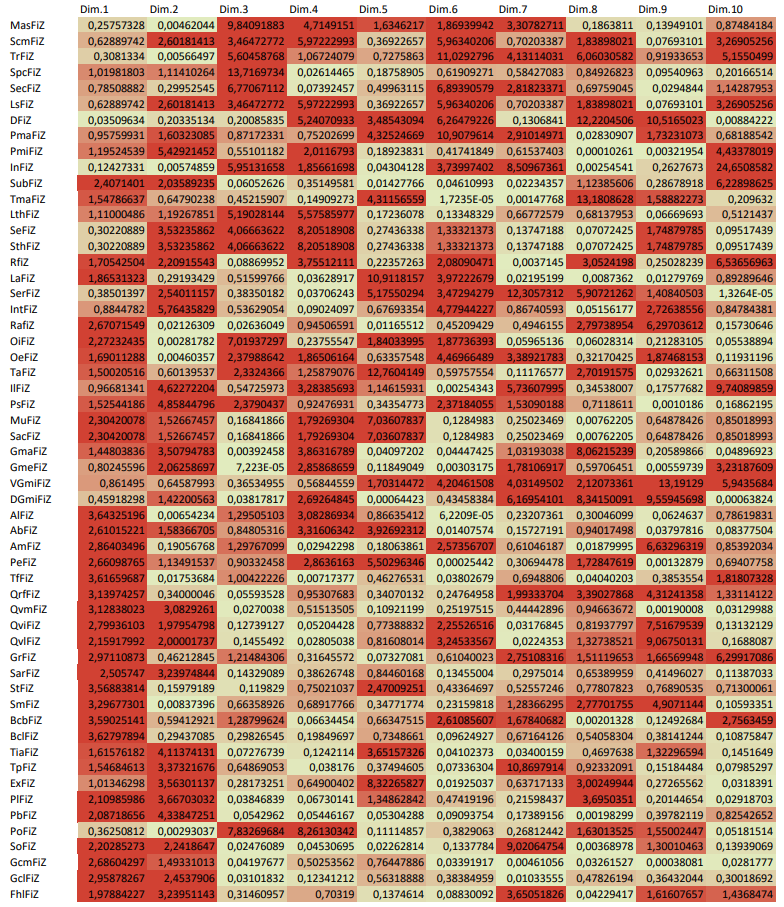 Dim.1 Dim.2 Dim.3 Dim.4 Dim.5 Dim.6 Dim.7 Dim.8 Dim.9 Dim.10
MasFiZ 0,25757328 0,00462044 9,84091883 4,7149151 1,6346217 1,86939942 3,30782711 0,1863811 0,13949101 0,87484184
ScmFiZ 0,62889742 2,60181413 3,46472772 5,97222993 0,36922657 5,96340206 0,70203387 1,83898021 0,07693101 3,26905256
TrFiZ 0,3081334 0,00566497 5,60458768 1,06724079 0,7275863 11,0292796 4,13114031 6,06030582 0,91933653 5,1550499
SpcFiZ 1,01981803 1,11410264 13,7169734 0,02614465 0,18758905 0,61909271 0,58427083 0,84926823 0,09540963 0,20166514
SecFiZ 0,78508882 0,29952545 6,77067112 0,07392457 0,49963115 6,89390579 2,81823371 0,69759045 0,0294844 1,14287953
LsFiZ 0,62889742 2,60181413 3,46472772 5,97222993 0,36922657 5,96340206 0,70203387 1,83898021 0,07693101 3,26905256
DFiZ 0,03509634 0,20335134 0,20085835 5,24070933 3,48543094 6,26479226 0,1306841 12,2204506 10,5165023 0,00884222
PmaFiZ 0,95759931 1,60323085 0,87172331 0,75202699 4,32524669 10,9079614 2,91014971 0,02830907 1,73231073 0,68188542
PmiFiZ 1,19524539 5,42921452 0,55101182 2,0116793 0,18923831 0,41741849 0,61537403 0,00010261 0,00321954 4,43378019
InFiZ 0,12427331 0,00574859 5,95131658 1,85661698 0,04304128 3,73997402 8,50967361 0,00254541 0,2627673 24,6508582
SubFiZ 2,4071401 2,03589235 0,06052626 0,35149581 0,01427766 0,04610993 0,02234357 1,12385606 0,28678918 6,22898625
TmaFiZ 1,54786637 0,64790238 0,45215907 0,14909273 4,31156559 1,7235E-05 0,00147768 13,1808628 1,58882273 0,209632
LthFiZ 1,11000486 1,19267851 5,19028144 5,57585977 0,17236078 0,13348329 0,66772579 0,68137953 0,06669693 0,5121437
SeFiZ 0,30220889 3,53235862 4,06663622 8,20518908 0,27436338 1,33321373 0,13747188 0,07072425 1,74879785 0,09517439
SthFiZ 0,30220889 3,53235862 4,06663622 8,20518908 0,27436338 1,33321373 0,13747188 0,07072425 1,74879785 0,09517439
RfiZ 1,70542504 2,20915543 0,08869952 3,75512111 0,22357263 2,08090471 0,0037145 3,0524198 0,25028239 6,53656963
LaFiZ 1,86531323 0,29193429 0,51599766 0,03628917 10,9118157 3,97222679 0,02195199 0,0087362 0,01279769 0,89289646
SerFiZ 0,38501397 2,54011157 0,38350182 0,03706243 5,17550294 3,47294279 12,3057312 5,90721262 1,40840503 1,3264E-05
IntFiZ 0,8844782 5,76435829 0,53629054 0,09024097 0,67693354 4,77944227 0,86740593 0,05156177 2,72638556 0,84784381
RafiZ 2,67071549 0,02126309 0,02636049 0,94506591 0,01165512 0,45209429 0,4946155 2,79738954 6,29703612 0,15730646
OiFiZ 2,27232435 0,00281782 7,01937297 0,23755547 1,84033995 1,87736393 0,05965136 0,06028314 0,21283105 0,05538894
OeFiZ 1,69011288 0,00460357 2,37988642 1,86506164 0,63357548 4,46966489 3,38921783 0,32170425 1,87468153 0,11931196
TaFiZ 1,50020516 0,60139537 2,3324366 1,25879076 12,7604149 0,59757554 0,11176577 2,70191575 0,02932621 0,66311508
IlFiZ 0,96681341 4,62272204 0,54725973 3,28385693 1,14615931 0,00254343 5,73607995 0,34538007 0,17577682 9,74089859
PsFiZ 1,52544186 4,85844796 2,3790437 0,92476931 0,34354773 2,37184055 1,53090188 0,7118611 0,0010186 0,16862195
MuFiZ 2,30420078 1,52667457 0,16841866 1,79269304 7,03607837 0,1284983 0,25023469 0,00762205 0,64878426 0,85018993
SacFiZ 2,30420078 1,52667457 0,16841866 1,79269304 7,03607837 0,1284983 0,25023469 0,00762205 0,64878426 0,85018993
GmaFiZ 1,44803836 3,50794783 0,00392458 3,86316789 0,04097202 0,04447425 1,03193038 8,06215239 0,20589866 0,04896923
GmeFiZ 0,80245596 2,06258697 7,223E-05 2,85868659 0,11849049 0,00303175 1,78106917 0,59706451 0,00559739 3,23187609
VGmiFiZ 0,861495 0,64587993 0,36534955 0,56844559 1,70314472 4,20461508 4,03149502 2,12073361 13,19129 5,9435684
DGmiFiZ 0,45918298 1,42200563 0,03817817 2,69264845 0,00064423 0,43458384 6,16954101 8,34150091 9,55945698 0,00063824
AlFiZ 3,64325196 0,00654234 1,29505103 3,08286934 0,86635412 6,2209E-05 0,23207361 0,30046099 0,0624637 0,78619831
AbFiZ 2,61015221 1,58366705 0,84805316 3,31606342 3,92692312 0,01407574 0,15727191 0,94017498 0,03797816 0,08377504
AmFiZ 2,86403496 0,19056768 1,29767099 0,02942298 0,18063861 2,57356707 0,61046187 0,01879995 6,63296319 0,85392034
PeFiZ 2,66098765 1,13491537 0,90332458 2,8636163 5,50296346 0,00025442 0,30694478 1,72847619 0,00132879 0,69407758
TfFiZ 3,61659687 0,01753684 1,00422226 0,00717377 0,46276531 0,03802679 0,6948806 0,04040203 0,3853554 1,81807328
QrfFiZ 3,13974257 0,34000046 0,05593528 0,95307683 0,34070132 0,24764958 1,99333704 3,39027868 4,31241358 1,33114122
QvmFiZ 3,12838023 3,0829261 0,0270038 0,51513505 0,10921199 0,25197515 0,44442896 0,94663672 0,00190008 0,03129988
QviFiZ 2,79936103 1,97954798 0,12739127 0,05204428 0,77388832 2,25526516 0,03176845 0,81937797 7,51679539 0,13132129
QvlFiZ 2,15917992 2,00001737 0,1455492 0,02805038 0,81608014 3,24533567 0,0224353 1,32738521 9,06750131 0,1688087
GrFiZ 2,97110873 0,46212845 1,21484306 0,31645572 0,07327081 0,61040023 2,75108316 1,51119653 1,66569948 6,29917086
SarFiZ 2,505747 3,23974844 0,14329089 0,38626748 0,84460168 0,13455004 0,2975014 0,65389959 0,41496027 0,11387033
StFiZ 3,56883814 0,15979189 0,119829 0,75021037 2,47009251 0,43364697 0,52557246 0,77807823 0,76890535 0,71300061
SmFiZ 3,29677301 0,00837396 0,66358926 0,68917766 0,34771774 0,23159618 1,28366295 2,77701755 4,9071144 0,10593351
BcbFiZ 3,59025141 0,59412921 1,28799624 0,06634454 0,66347515 2,61085607 1,67840682 0,00201328 0,12492684 2,7563459
BclFiZ 3,62797894 0,29437085 0,29826545 0,19849697 0,7348661 0,09624927 0,67164126 0,54058304 0,38141244 0,10875847
TiaFiZ 1,61576182 4,11374131 0,07276739 0,1242114 3,65157326 0,04102373 0,03400159 0,4697638 1,32296594 0,1451649
TpFiZ 1,54684613 3,37321676 0,64869053 0,038176 0,37494605 0,07336304 10,8697914 0,92332091 0,15184484 0,07985297
ExFiZ 1,01346298 3,56301137 0,28173251 0,64900402 8,32265827 0,01925037 0,63717133 3,00249944 0,27265562 0,0318391
PlFiZ 2,10985986 3,66703032 0,03846839 0,06730141 1,34862842 0,47419196 0,21598437 3,6950351 0,20144654 0,02918703
PbFiZ 2,08718656 4,33847251 0,0542962 0,05446167 0,05304288 0,09093754 0,17389156 0,00198299 0,39782119 0,82542652
PoFiZ 0,36250812 0,00293037 7,83269684 8,26130342 0,11114857 0,3829063 0,26812442 1,63013525 1,55002447 0,05181514
SoFiZ 2,20285273 2,2418647 0,02476089 0,04530695 0,02262814 0,1337784 9,02064754 0,00368978 1,30010463 0,13939069
GcmFiZ 2,68604297 1,49331013 0,04197677 0,50253562 0,76447886 0,03391917 0,00461056 0,03261527 0,00038081 0,0281777
GclFiZ 2,95878267 2,4537906 0,03101832 0,12341212 0,56318888 0,38384959 0,01033555 0,47826194 0,36432044 0,30018692
FhlFiZ 1,97884227 3,23951143 0,31460957 0,70319 0,1374614 0,08830092 3,65051826 0,04229417 1,61607657 1,4368474